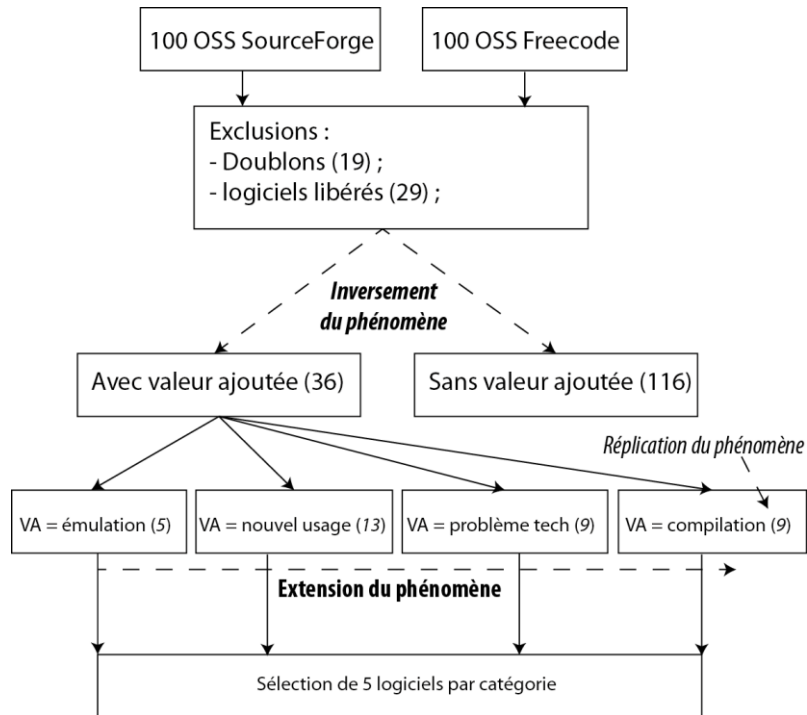 100 OSS SourceForge
100 OSS Freecode
Exclusions :
- Doublons (19) ;
- logiciels libérés (29) ;
Inversement
du phénomène
Avec valeur ajoutée (36)
Sans valeur ajoutée (116)
Réplication du phénomène
VA = émulation (5)
VA = nouvel usage (13)
VA = problème tech (9)
VA = compilation (9)
Extension du phénomène
Sélection de 5 logiciels par catégorie